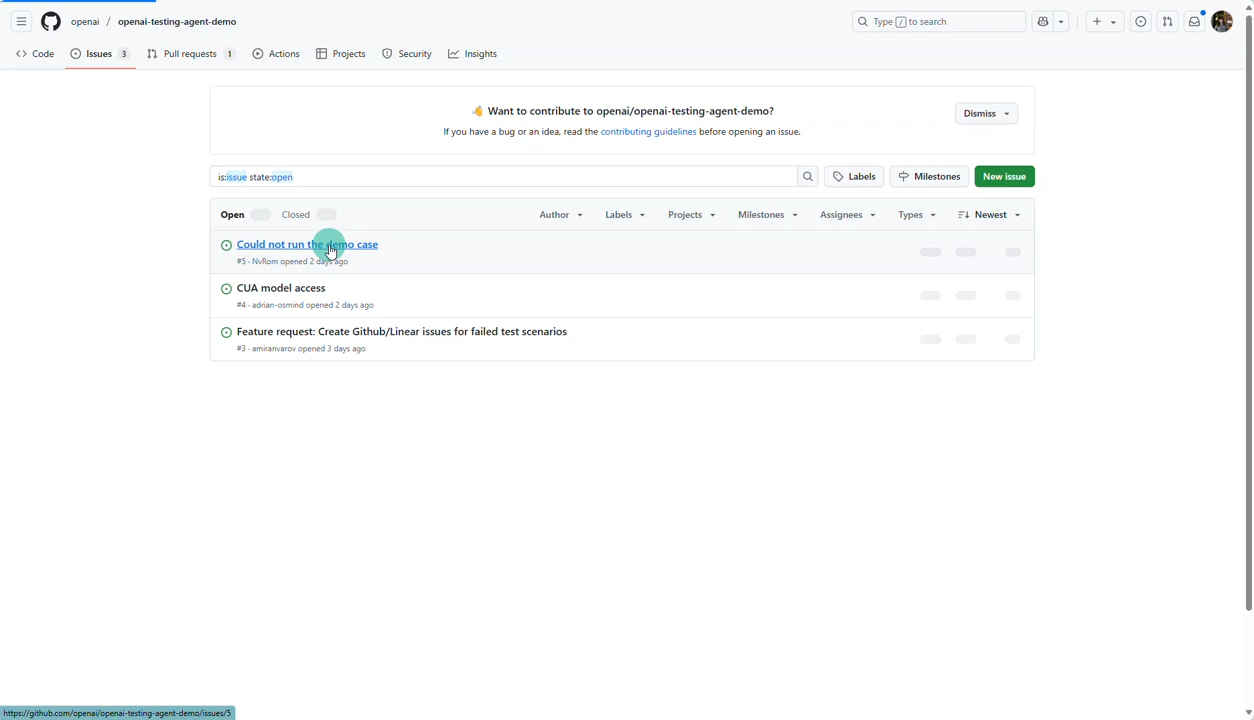 openai / openai-testing-agent-demo
Type / to search
Code
Issues 3
Pull requests 1
Actions
Projects
Security
Insights
Want to contribute to openai/openai-testing-agent-demo?
Dismiss
If you have a bug or an idea, read the contributing guidelines before opening an issue.
is:issue state:open
Labels
Milestones
New issue
Open
Closed
Author
Labels
Projects
Milestones
Assignees
Types
Newest
Could not run the demo case
#5 · NvRom opened 2 days ago
CUA model access
#4 · adrian-osmind opened 2 days ago
Feature request: Create Github/Linear issues for failed test scenarios
#3 · amiranvarov opened 3 days ago
https://github.com/openai/openai-testing-agent-demo/issues/5